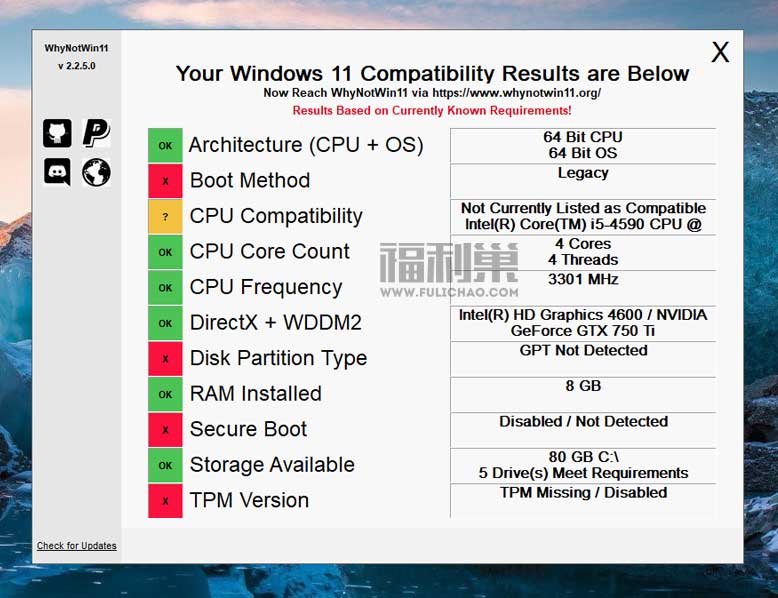 WhyNotWin11
v 2.2.5.0
X
Your Windows 11 Compatibility Results are Below
Now Reach WhyNotWin11 via https://www.whynotwin11.org/
Results Based on Currently Known Requirements!
OK Architecture (CPU + OS)
64 Bit CPU
64 Bit OS
X Boot Method
Legacy
? CPU Compatibility
Not Currently Listed as Compatible
Intel(R) Core(TM) i5-4590 CPU @
OK CPU Core Count
4 Cores
4 Threads
OK CPU Frequency
3301 MHz
OK DirectX + WDDM2
Intel(R) HD Graphics 4600 / NVIDIA
GeForce GTX 750 Ti
X Disk Partition Type
GPT Not Detected
OK RAM Installed
8 GB
X Secure Boot
Disabled / Not Detected
OK Storage Available
80 GB C:\
5 Drive(s) Meet Requirements
X TPM Version
TPM Missing / Disabled
Check for Updates
福利巢
WWW.FULICHAO.COM